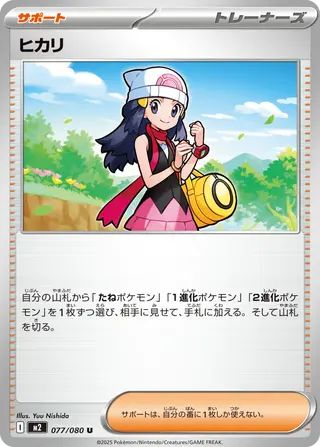 サポート
トレーナーズ
ヒカリ
自分の山札から「たねポケモン」「1進化ポケモン」「2進化ポケ
モン」を1枚ずつ選び、相手に見せて、手札に加える。そして山札
を切る。
Illus. Yuu Nishida
I M2 077/080 U
サポートは、自分の番に1枚しか使えない。
©2025 Pokémon/Nintendo/Creatures/GAME FREAK.